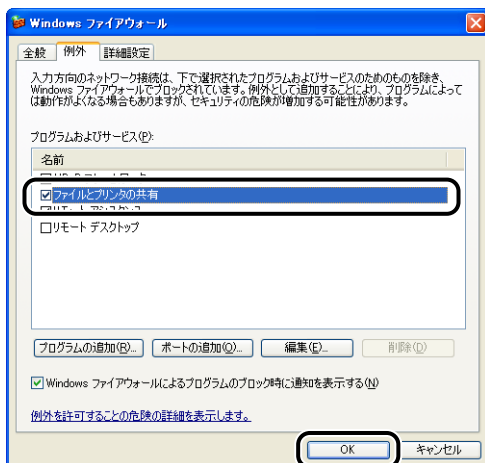 Windows ファイアウォール
全般 例外 詳細設定
入力方向のネットワーク接続は、下で選択されたプログラムおよびサービスのためのものを除き、
Windows ファイアウォールでブロックされています。例外として追加することにより、プログラムによって
は動作がよくなる場合もありますが、セキュリティの危険が増加する可能性があります。
プログラムおよびサービス(P):
名前
ファイルとプリンタの共有
リモート デスクトップ
プログラムの追加(R)... ポートの追加(O)... 編集(E)... 削除(D)
Windows ファイアウォールによるプログラムのブロック時に通知を表示する(N)
例外を許可することの危険の詳細を表示します。
OK キャンセル